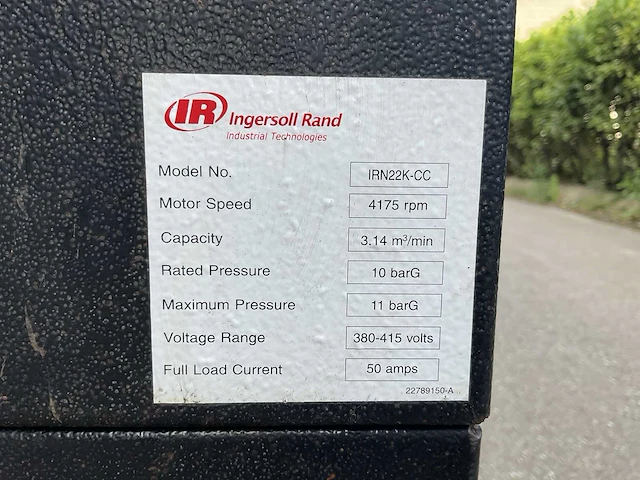 IR Ingersoll Rand
Industrial Technologies
Model No. IRN22K-CC
Motor Speed 4175 rpm
Capacity 3.14 m³/min
Rated Pressure 10 barG
Maximum Pressure 11 barG
Voltage Range 380-415 volts
Full Load Current 50 amps
22789150-A